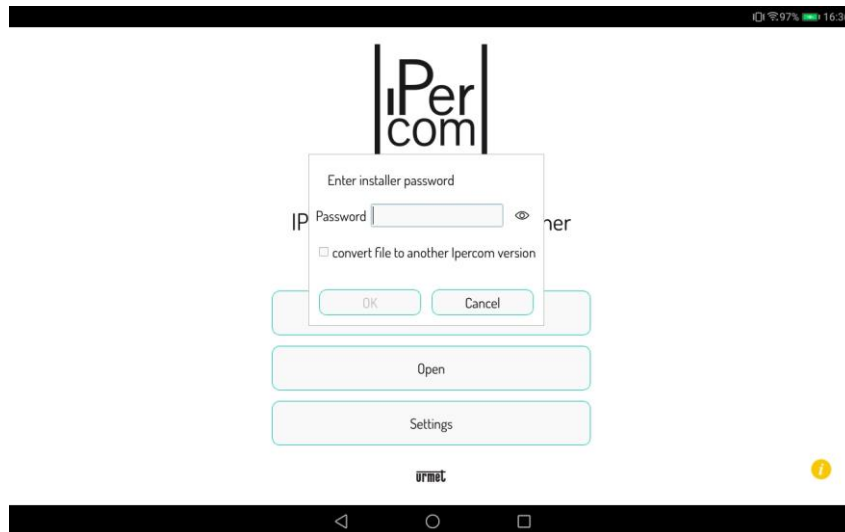 97% 16:3
iPer
com
Enter installer password
IP
Password
ner
convert file to another Ipercom version
OK
Cancel
Open
Settings
urmet
i